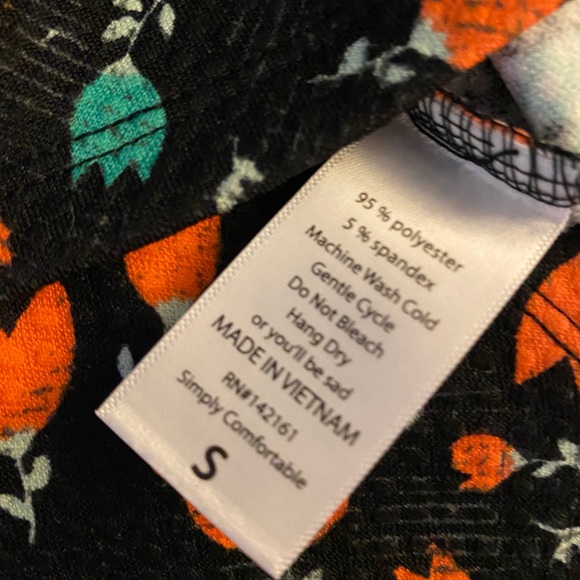 95 % polyester
5 % spandex
Machine Wash Cold
Gentle Cycle
Do Not Bleach
Hang Dry
or you'll be sad
MADE IN VIETNAM
RN#142161
Simply Comfortable
S